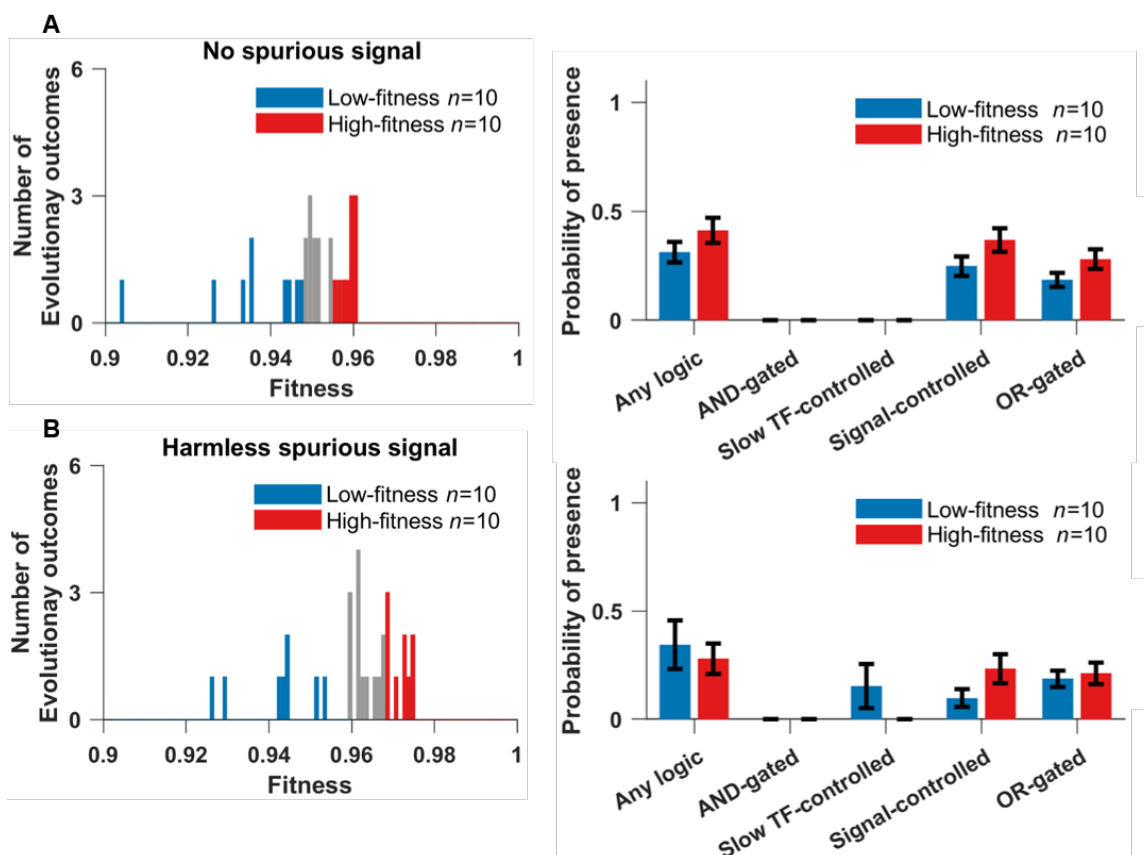 A
No spurious signal
Number of
Evolutionay outcomes
6
3
0
Low-fitness n=10
High-fitness n=10
0.9 0.92 0.94 0.96 0.98 1
Fitness
Probability of presence
1
0.5
0
Low-fitness n=10
High-fitness n=10
Any logic
AND-gated
Slow TF-controlled
Signal-controlled
OR-gated
B
Harmless spurious signal
Number of
Evolutionay outcomes
6
3
0
Low-fitness n=10
High-fitness n=10
0.9 0.92 0.94 0.96 0.98 1
Fitness
Probability of presence
1
0.5
0
Low-fitness n=10
High-fitness n=10
Any logic
AND-gated
Slow TF-controlled
Signal-controlled
OR-gated